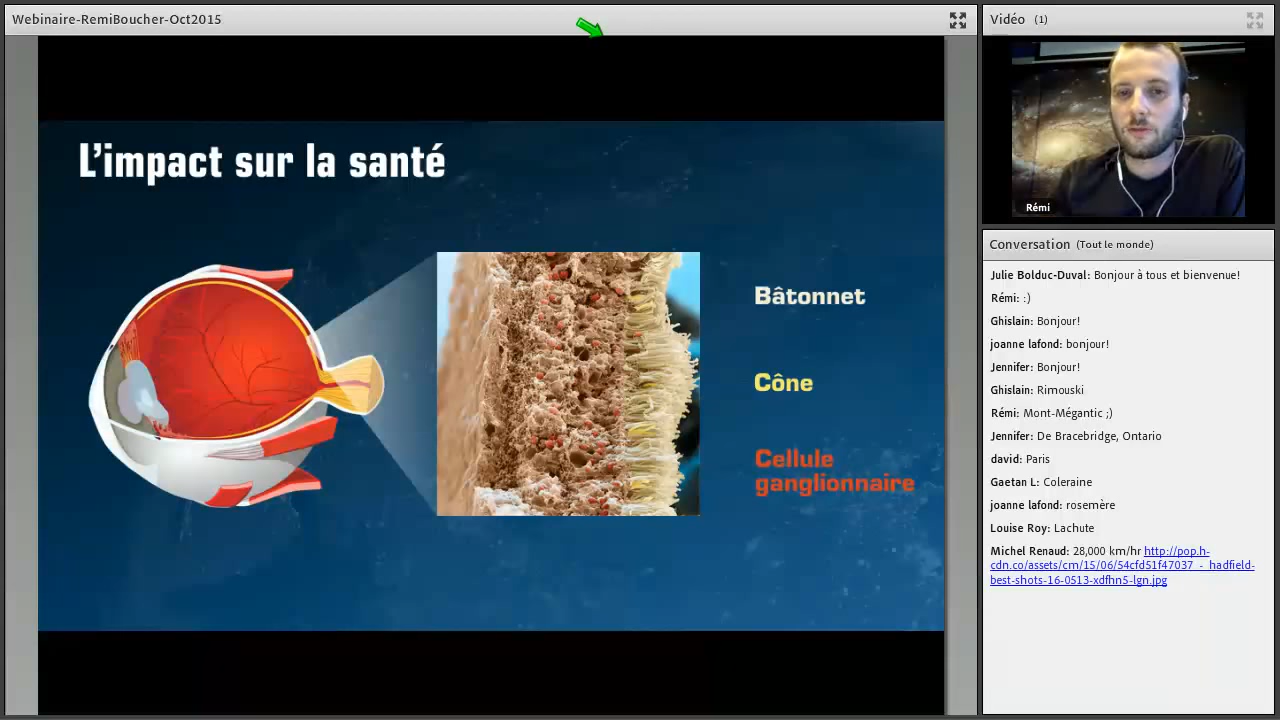 Webinaire-RemiBoucher-Oct2015
L'impact sur la santé
Bâtonnet
Cône
Cellule
ganglionnaire
Vidéo (1)
Rémi
Conversation (Tout le monde)
Julie Bolduc-Duval: Bonjour à tous et bienvenue!
Rémi: :)
Ghislain: Bonjour!
joanne lafond: bonjour!
Jennifer: Bonjour!
Ghislain: Rimouski
Rémi: Mont-Mégantic ;)
Jennifer: De Bracebridge, Ontario
david: Paris
Gaetan L: Coleraine
joanne lafond: rosemère
Louise Roy: Lachute
Michel Renaud: 28,000 km/hr http://pop.h-
cdn.co/assets/cm/15/06/54cfd51f47037_-_hadfield-
best-shots-16-0513-xdfhn5-lgn.jpg